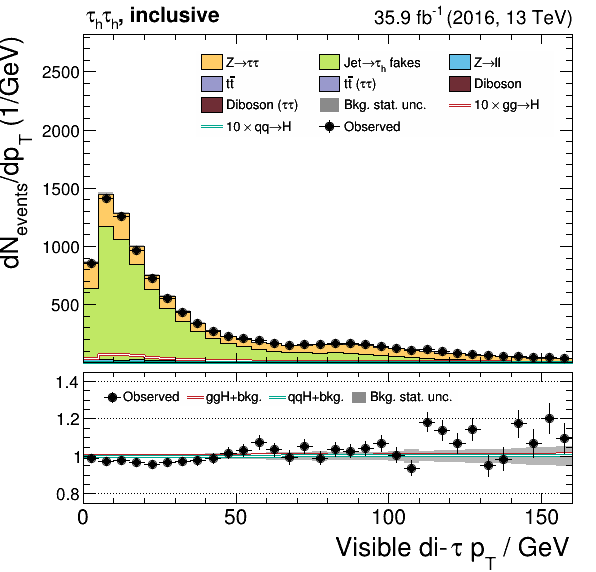 τhτh, inclusive 35.9 fb-1 (2016, 13 TeV)
Z→ττ Jet→τh fakes Z→ll
tt̄ tt̄ (ττ) Diboson
Diboson (ττ) Bkg. stat. unc. 10 × gg→H
10 × qq→H Observed
dNevents/dpT (1/GeV)
2500
2000
1500
1000
500
1.4
Observed ggH+bkg. qqH+bkg. Bkg. stat. unc.
1.2
1
0.8
0 50 100 150
Visible di-τ pT / GeV